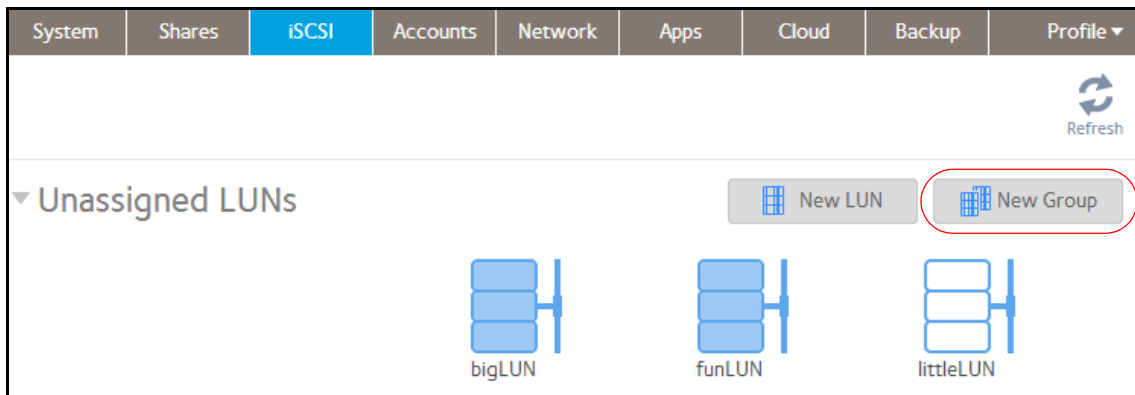 System Shares iSCSI Accounts Network Apps Cloud Backup Profile
Refresh
Unassigned LUNs New LUN New Group
bigLUN funLUN littleLUN